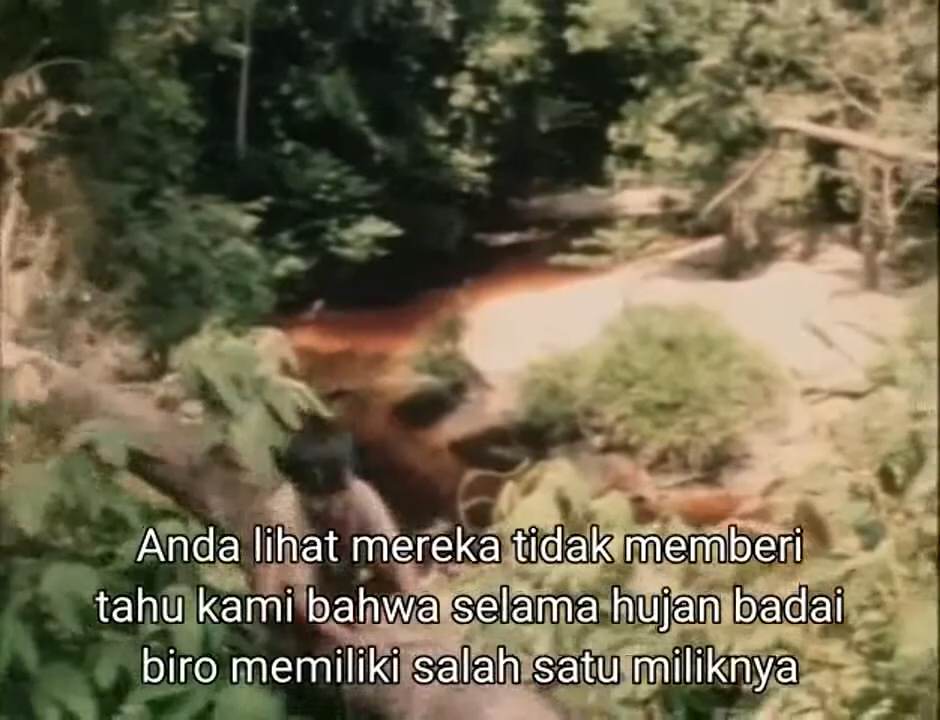 Anda lihat mereka tidak memberi
tahu kami bahwa selama hujan badai
biro memiliki salah satu miliknya